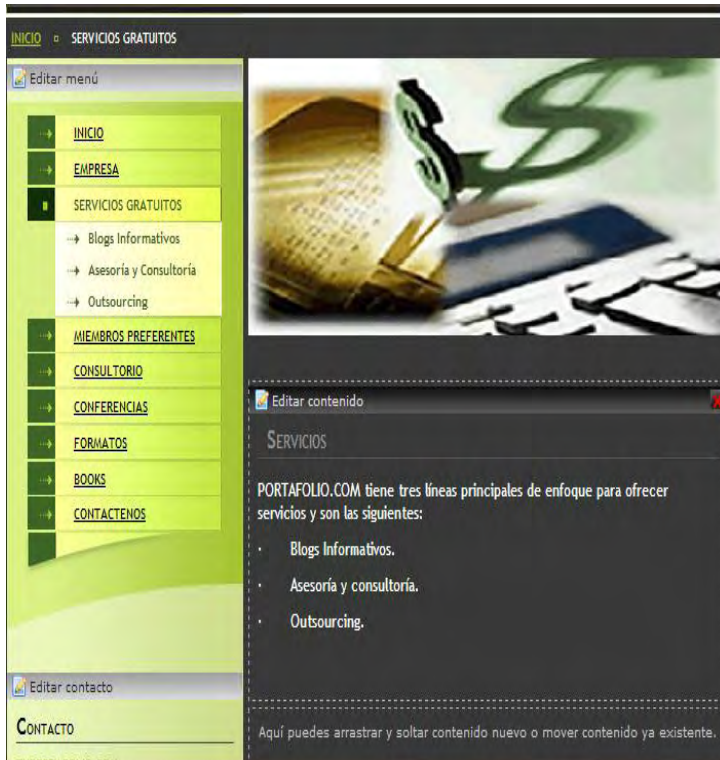 INICIO ▫ SERVICIOS GRATUITOS
Editar menú
INICIO
EMPRESA
SERVICIOS GRATUITOS
Blogs Informativos
Asesoría y Consultoría
Outsourcing
MIEMBROS PREFERENTES
CONSULTORIO
CONFERENCIAS
FORMATOS
BOOKS
CONTACTENOS
Editar contacto
CONTACTO
$
Editar contenido
SERVICIOS
PORTAFOLIO.COM tiene tres líneas principales de enfoque para ofrecer
servicios y son las siguientes:
· Blogs Informativos.
· Asesoría y consultoría.
· Outsourcing.
Aquí puedes arrastrar y soltar contenido nuevo o mover contenido ya existente.